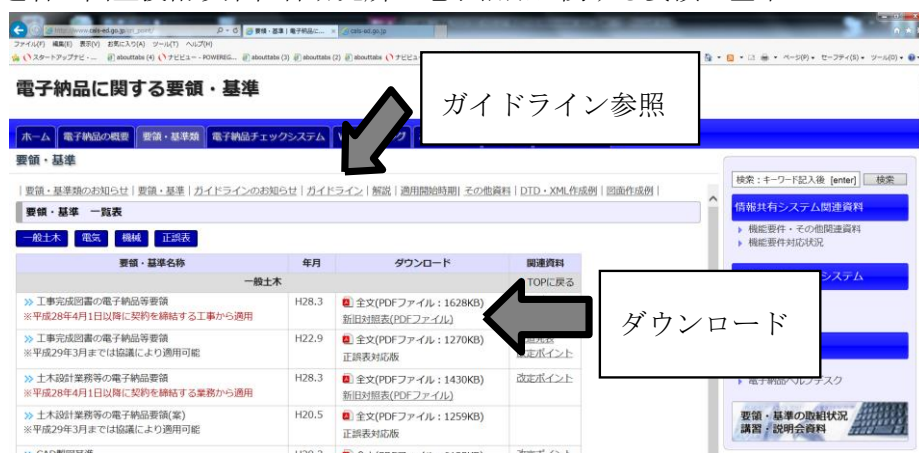 ファイル(F) 編集(E) 表示(V) お気に入り(A) ツール(T) ヘルプ(H)
電子納品に関する要領・基準
ガイドライン参照
ホーム 電子納品の概要 要領・基準類 電子納品チェックシステム
要領・基準
| 要領・基準類のお知らせ | 要領・基準 | ガイドラインのお知らせ | ガイドライン | 解説 | 適用開始時期 | その他資料 | DTD・XML作成例 | 図面作成例 |
検索:キーワード記入後 [enter] 検索
要領・基準 一覧表
情報共有システム関連資料
機能要件・その他関連資料
機能要件対応状況
一般土木 電気 機械 正誤表
要領・基準名称 年月 ダウンロード 関連資料
一般土木 TOPに戻る
システム
工事完成図書の電子納品等要領 H28.3 全文(PDFファイル:1628KB)
※平成28年4月1日以降に契約を締結する工事から適用 新旧対照表(PDFファイル)
ダウンロード
工事完成図書の電子納品等要領 H22.9 全文(PDFファイル:1270KB)
※平成29年3月までは協議により適用可能 正誤表対応版 改定ポイント
土木設計業務等の電子納品要領 H28.3 全文(PDFファイル:1430KB) 改定ポイント
※平成28年4月1日以降に契約を締結する業務から適用 新旧対照表(PDFファイル)
電子納品ヘルプデスク
土木設計業務等の電子納品要領(案) H20.5 全文(PDFファイル:1259KB)
※平成29年3月までは協議により適用可能 正誤表対応版
要領・基準の取組状況
講習・説明会資料